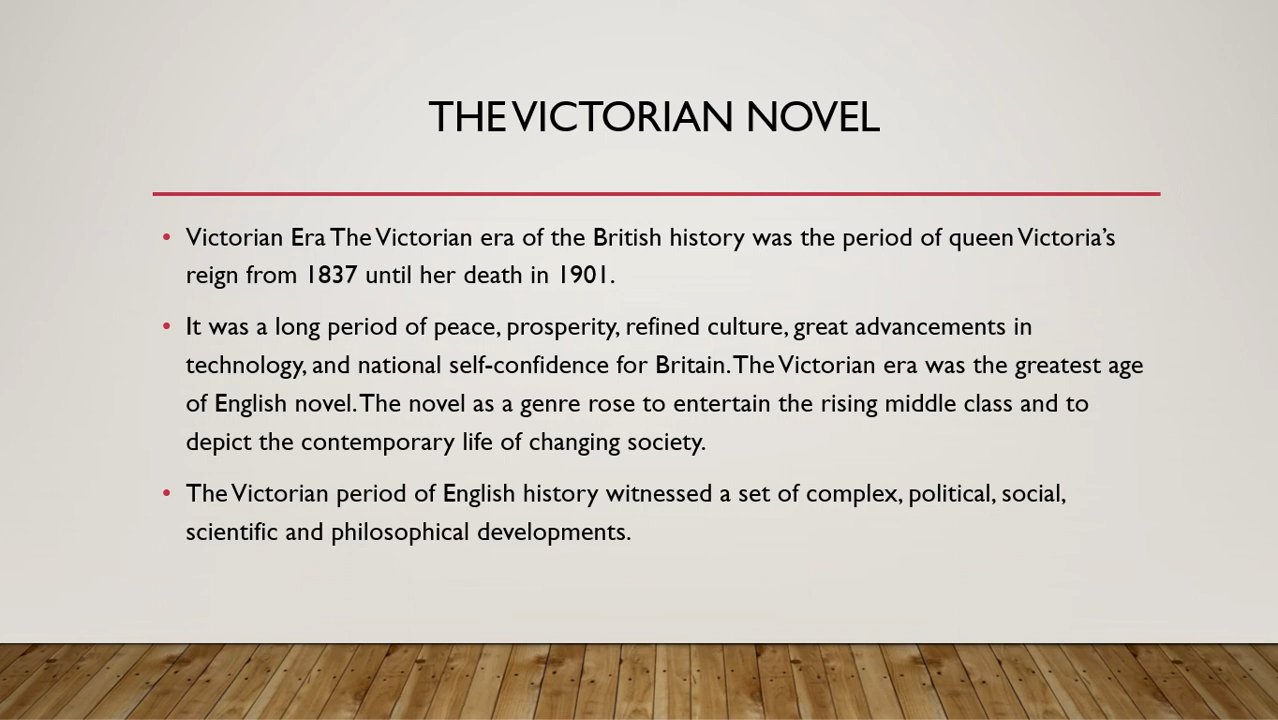 THE VICTORIAN NOVEL
• Victorian Era The Victorian era of the British history was the period of queen Victoria’s
reign from 1837 until her death in 1901.
• It was a long period of peace, prosperity, refined culture, great advancements in
technology, and national self-confidence for Britain. The Victorian era was the greatest age
of English novel. The novel as a genre rose to entertain the rising middle class and to
depict the contemporary life of changing society.
• The Victorian period of English history witnessed a set of complex, political, social,
scientific and philosophical developments.